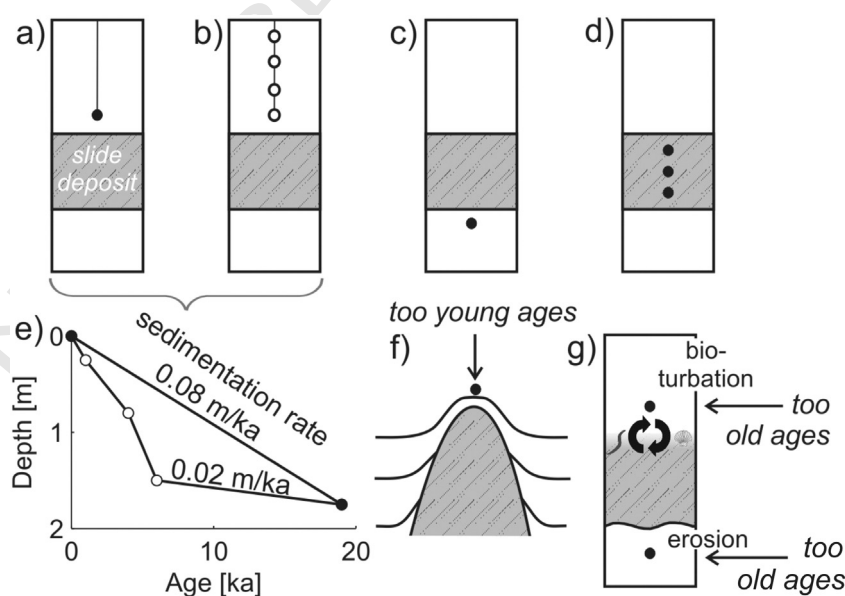 a)
b)
c)
d)
slide
deposit
e)
sedimentation rate
0.08 m/ka
0.02 m/ka
0
1
2
Depth [m]
0
10
20
Age [ka]
too young ages
f)
g)
bio-
turbation
too
old ages
erosion
too
old ages